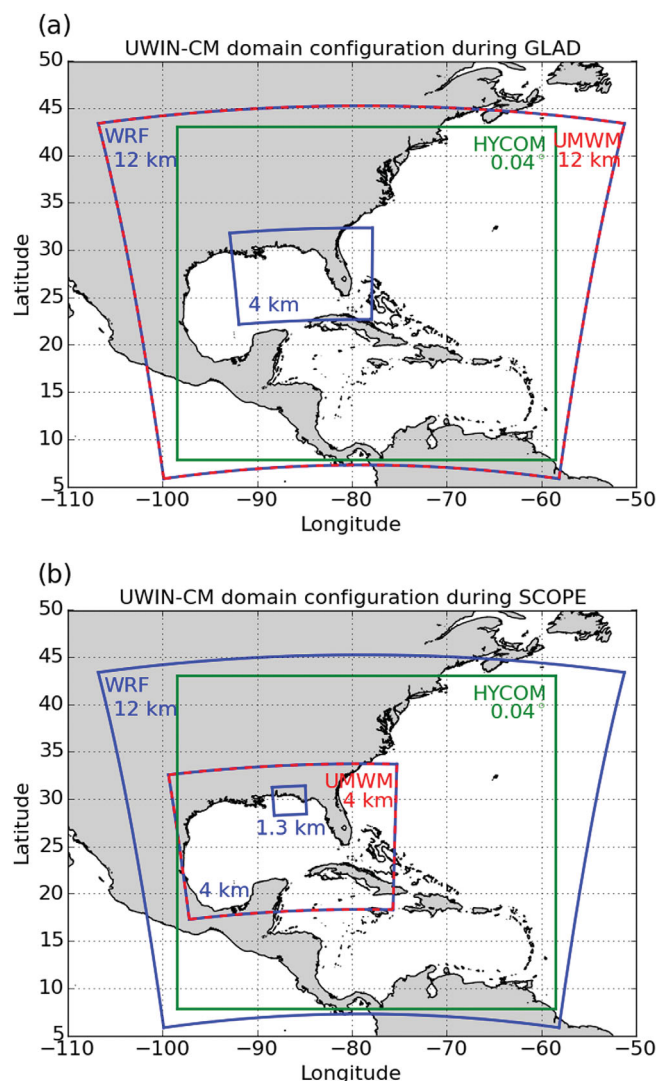 (a)
UWIN-CM domain configuration during GLAD
50
45
40
35
30
25
20
15
10
5
Latitude
WRF
12 km
HYCOM
0.04°
UMWM
12 km
4 km
−110
−100
−90
−80
−70
−60
−50
Longitude
(b)
UWIN-CM domain configuration during SCOPE
50
45
40
35
30
25
20
15
10
5
Latitude
WRF
12 km
HYCOM
0.04°
UMWM
4 km
1.3 km
4 km
−110
−100
−90
−80
−70
−60
−50
Longitude